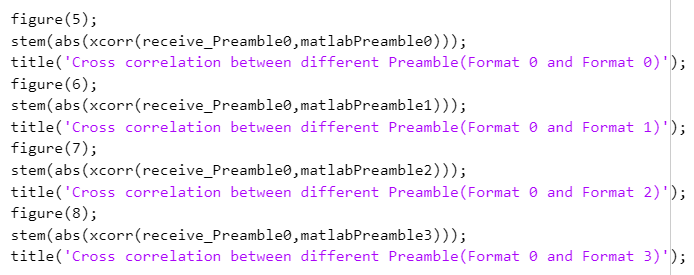 figure(5);
stem(abs(xcorr(receive_Preamble0,matlabPreamble0)));
title('Cross correlation between different Preamble(Format 0 and Format 0)');
figure(6);
stem(abs(xcorr(receive_Preamble0,matlabPreamble1)));
title('Cross correlation between different Preamble(Format 0 and Format 1)');
figure(7);
stem(abs(xcorr(receive_Preamble0,matlabPreamble2)));
title('Cross correlation between different Preamble(Format 0 and Format 2)');
figure(8);
stem(abs(xcorr(receive_Preamble0,matlabPreamble3)));
title('Cross correlation between different Preamble(Format 0 and Format 3)');